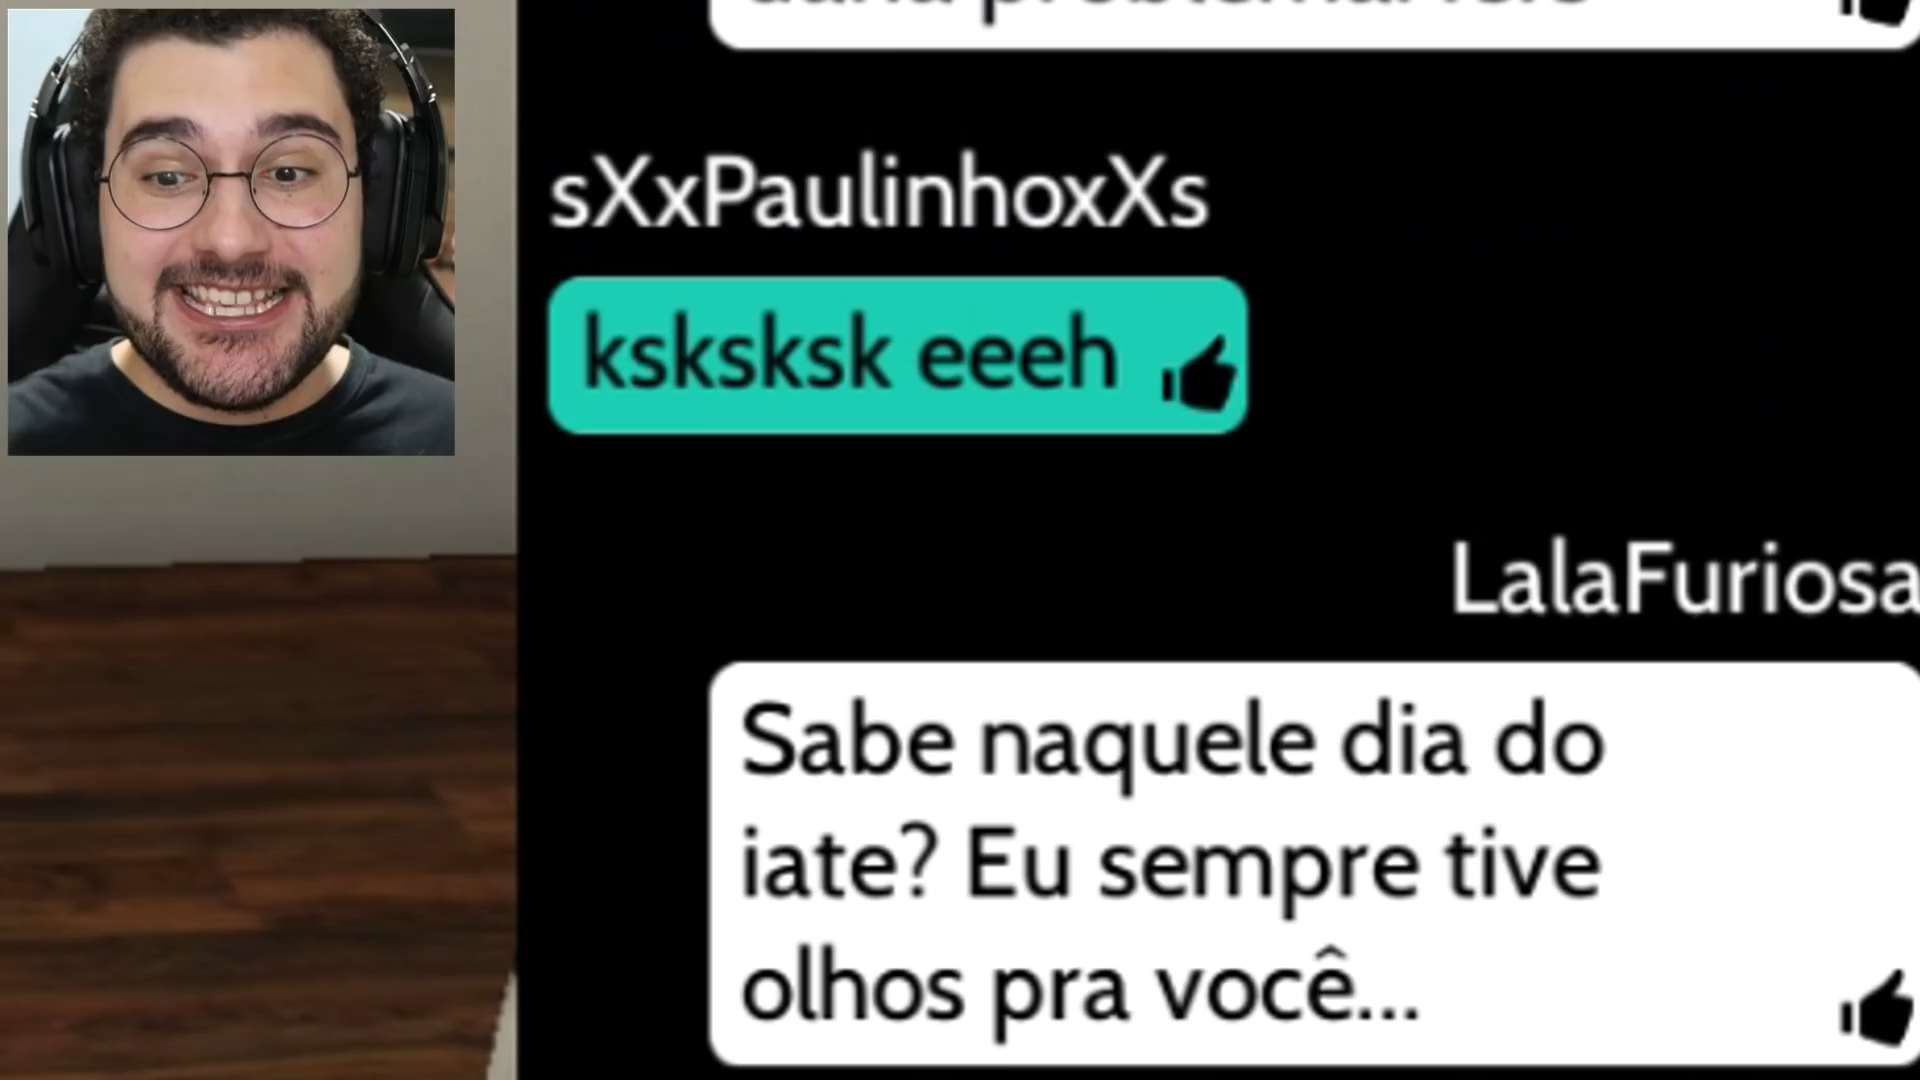 sXxPaulinhoxXs
ksksksk eeeh
LalaFuriosa
Sabe naquele dia do
iate? Eu sempre tive
olhos pra você...